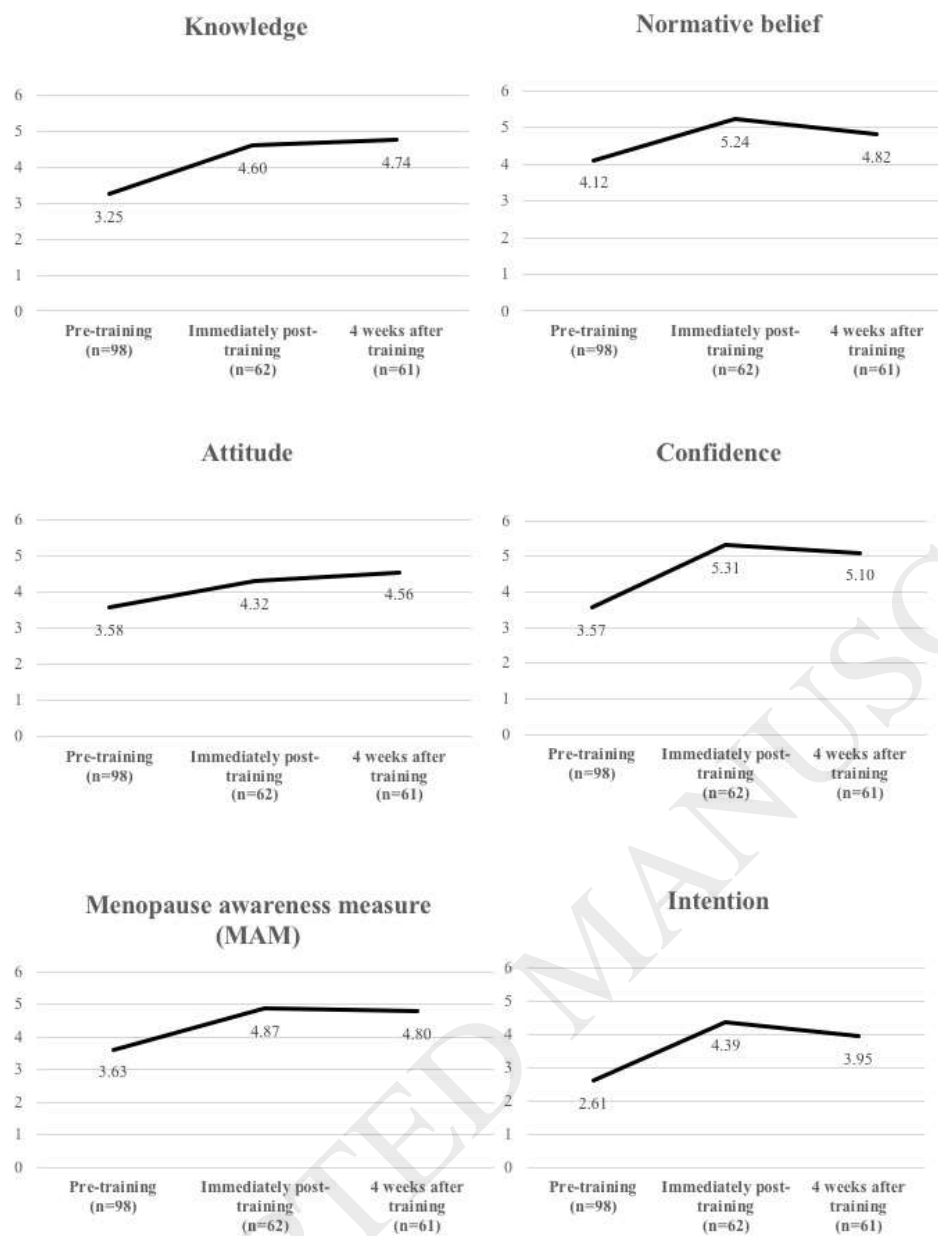 Knowledge
6
5
4
3
2
1
0
3.25
4.60
4.74
Pre-training
(n=98)
Immediately post-
training
(n=62)
4 weeks after
training
(n=61)
Normative belief
6
5
4
3
2
1
0
4.12
5.24
4.82
Pre-training
(n=98)
Immediately post-
training
(n=62)
4 weeks after
training
(n=61)
Attitude
6
5
4
3
2
1
0
3.58
4.32
4.56
Pre-training
(n=98)
Immediately post-
training
(n=62)
4 weeks after
training
(n=61)
Confidence
6
5
4
3
2
1
0
3.57
5.31
5.10
Pre-training
(n=98)
Immediately post-
training
(n=62)
4 weeks after
training
(n=61)
Menopause awareness measure
(MAM)
6
5
4
3
2
1
0
3.63
4.87
4.80
Pre-training
(n=98)
Immediately post-
training
(n=62)
4 weeks after
training
(n=61)
Intention
6
5
4
3
2
1
0
2.61
4.39
3.95
Pre-training
(n=98)
Immediately post-
training
(n=62)
4 weeks after
training
(n=61)
TED MANUSC